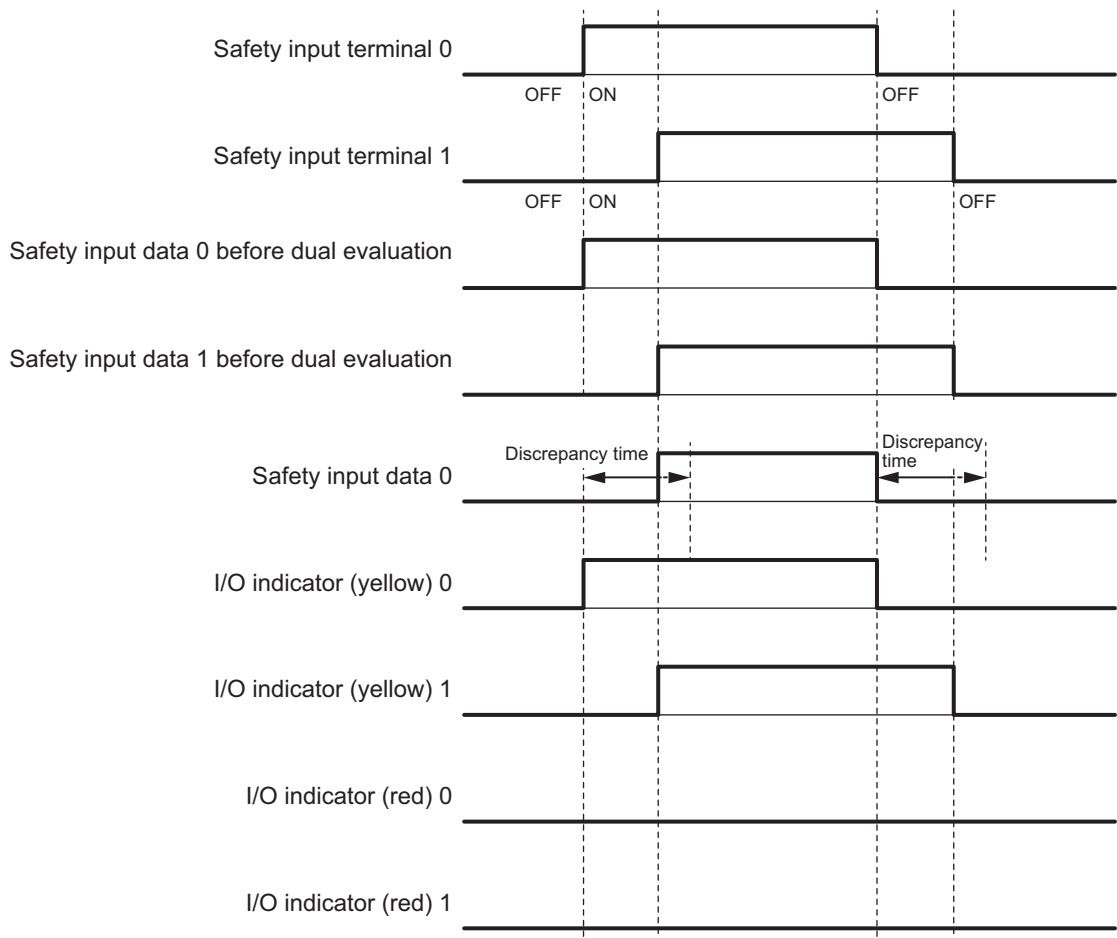 Safety input terminal 0
OFF ON OFF
Safety input terminal 1
OFF ON OFF
Safety input data 0 before dual evaluation
Safety input data 1 before dual evaluation
Discrepancy time
Discrepancy
time
Safety input data 0
I/O indicator (yellow) 0
I/O indicator (yellow) 1
I/O indicator (red) 0
I/O indicator (red) 1